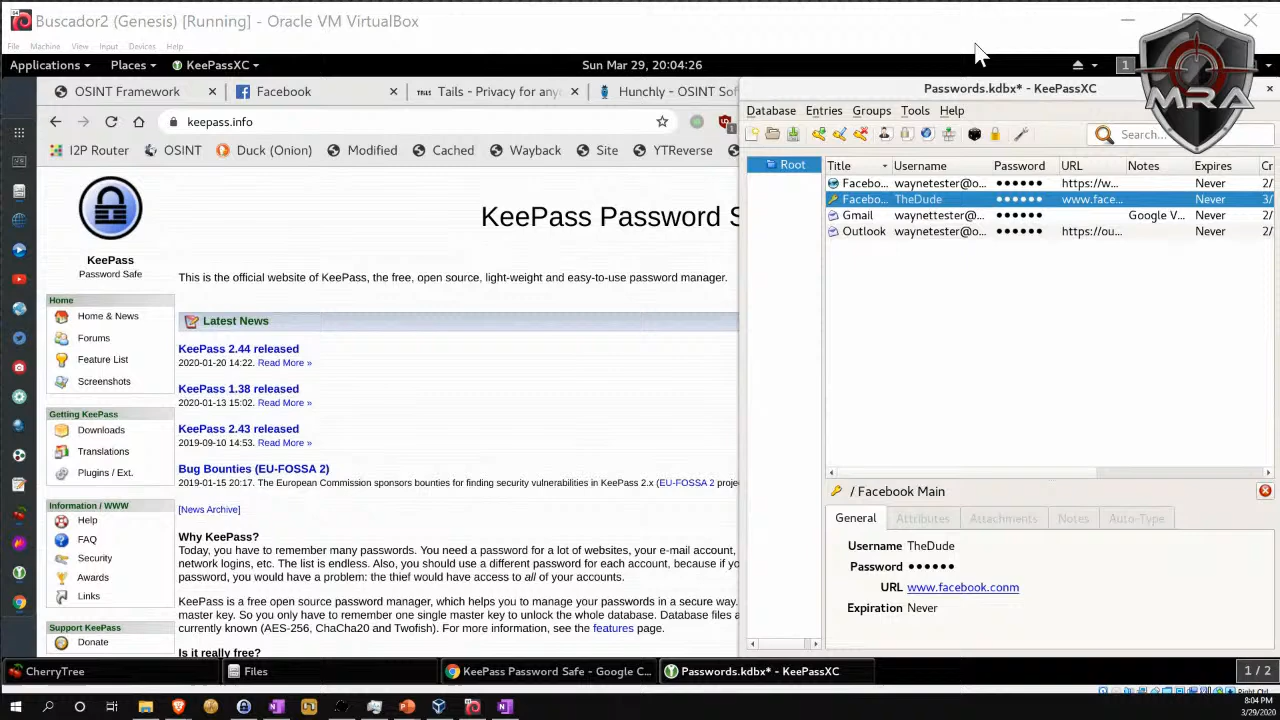 Buscador2 (Genesis) [Running] - Oracle VM VirtualBox
File Machine View Input Devices Help
Applications Places KeePassXC Sun Mar 29, 20:04:26 1
MRA
OSINT Framework Facebook Tails - Privacy for any Hunchly - OSINT Sof
Passwords.kdbx* - KeePassXC
keepass.info 1
Database Entries Groups Tools Help
Search...
I2P Router OSINT Duck (Onion) Modified Cached Wayback Site YTReverse
Root
Title Username Password URL Notes Expires Cr
Facebo... waynetester@o... ●●●●●● https://w... Never 2/
Facebo... TheDude ●●●●●● www.face... Never 3/
Gmail waynettester@... ●●●●●● Google V... Never 2/
Outlook waynetester@o... ●●●●●● https://ou... Never 2/
KeePass
Password Safe
KeePass Password S
This is the official website of KeePass, the free, open source, light-weight and easy-to-use password manager.
Home
Home & News
Forums
Feature List
Screenshots
Getting KeePass
Downloads
Translations
Plugins / Ext.
Information / WWW
Help
FAQ
Security
Awards
Links
Support KeePass
Donate
Latest News
KeePass 2.44 released
2020-01-20 14:22. Read More »
KeePass 1.38 released
2020-01-13 15:02. Read More »
KeePass 2.43 released
2019-09-10 14:53. Read More »
Bug Bounties (EU-FOSSA 2)
2019-01-15 20:17. The European Commission sponsors bounties for finding security vulnerabilities in KeePass 2.x (EU-FOSSA 2 proje
[News Archive]
Why KeePass?
Today, you have to remember many passwords. You need a password for a lot of websites, your e-mail account,
network logins, etc. The list is endless. Also, you should use a different password for each account, because if yo
password, you would have a problem: the thief would have access to all of your accounts.
KeePass is a free open source password manager, which helps you to manage your passwords in a secure way.
master key. So you only have to remember one single master key to unlock the whole database. Database files a
currently known (AES-256, ChaCha20 and Twofish). For more information, see the features page.
Is it really free?
/ Facebook Main
General Attributes Attachments Notes Auto-Type
Username TheDude
Password ●●●●●●
URL www.facebook.conm
Expiration Never
CherryTree Files KeePass Password Safe - Google C... Passwords.kdbx* - KeePassXC 1 / 2
Right Ctrl
8:04 PM
3/29/2020